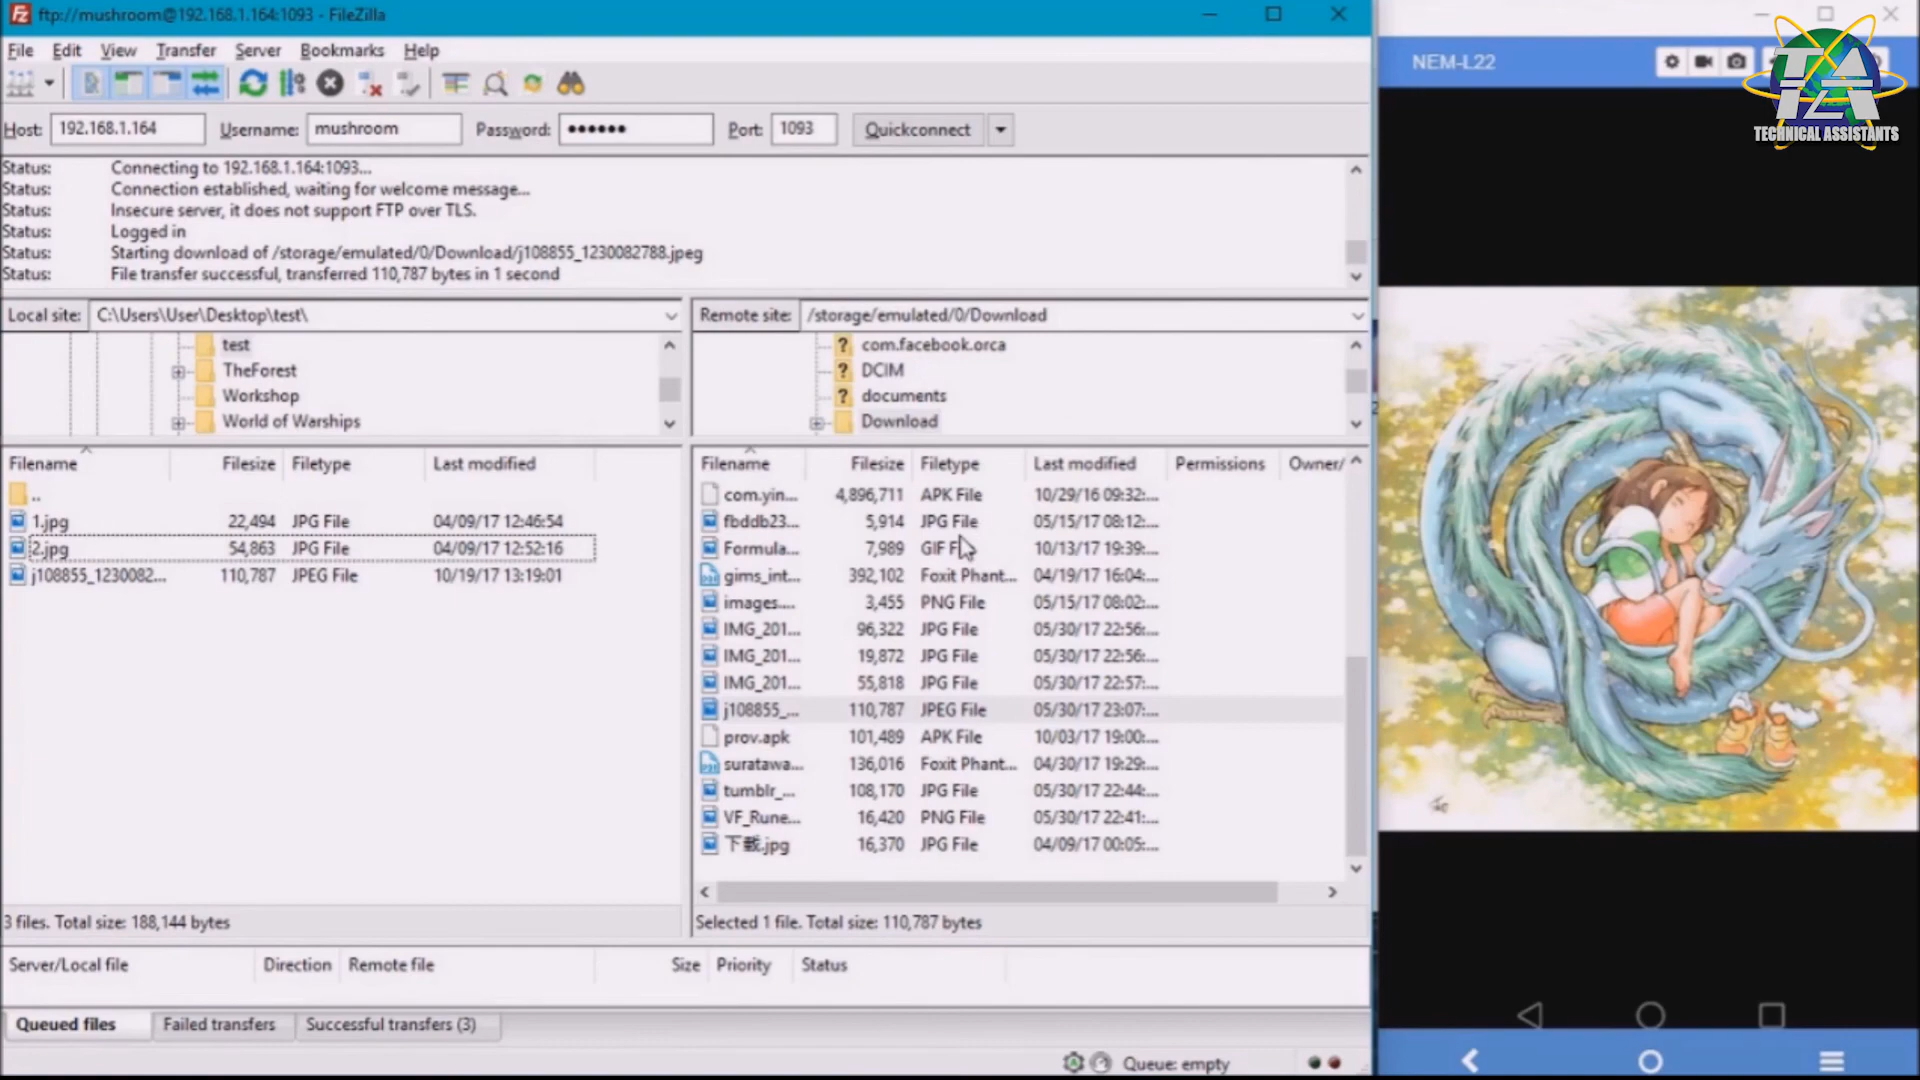 ftp://mushroom@192.168.1.164:1093 - FileZilla
File Edit View Transfer Server Bookmarks Help
Host: 192.168.1.164 Username: mushroom Password: •••••• Port: 1093 Quickconnect
Status: Connecting to 192.168.1.164:1093...
Status: Connection established, waiting for welcome message...
Status: Insecure server, it does not support FTP over TLS.
Status: Logged in
Status: Starting download of /storage/emulated/0/Download/j108855_1230082788.jpeg
Status: File transfer successful, transferred 110,787 bytes in 1 second
Local site: C:\Users\User\Desktop\test\
test
TheForest
Workshop
World of Warships
Filename Filesize Filetype Last modified
..
1.jpg 22,494 JPG File 04/09/17 12:46:54
2.jpg 54,863 JPG File 04/09/17 12:52:16
j108855_1230082... 110,787 JPEG File 10/19/17 13:19:01
3 files. Total size: 188,144 bytes
Remote site: /storage/emulated/0/Download
com.facebook.orca
DCIM
documents
Download
Filename Filesize Filetype Last modified Permissions Owner/
com.yin... 4,896,711 APK File 10/29/16 09:32:...
fbddb23... 5,914 JPG File 05/15/17 08:12:...
Formula... 7,989 GIF F 10/13/17 19:39:...
gims_int... 392,102 Foxit Phant... 04/19/17 16:04:...
images.... 3,455 PNG File 05/15/17 08:02:...
IMG_201... 96,322 JPG File 05/30/17 22:56:...
IMG_201... 19,872 JPG File 05/30/17 22:56:...
IMG_201... 55,818 JPG File 05/30/17 22:57:...
j108855_... 110,787 JPEG File 05/30/17 23:07:...
prov.apk 101,489 APK File 10/03/17 19:00:...
suratawa... 136,016 Foxit Phant... 04/30/17 19:29:...
tumblr_... 108,170 JPG File 05/30/17 22:44:...
VF_Rune... 16,420 PNG File 05/30/17 22:41:...
下載.jpg 16,370 JPG File 04/09/17 00:05:...
Selected 1 file. Total size: 110,787 bytes
Server/Local file Direction Remote file Size Priority Status
Queued files Failed transfers Successful transfers (3)
Queue: empty
NEM-L22
TA
TECHNICAL ASSISTANTS